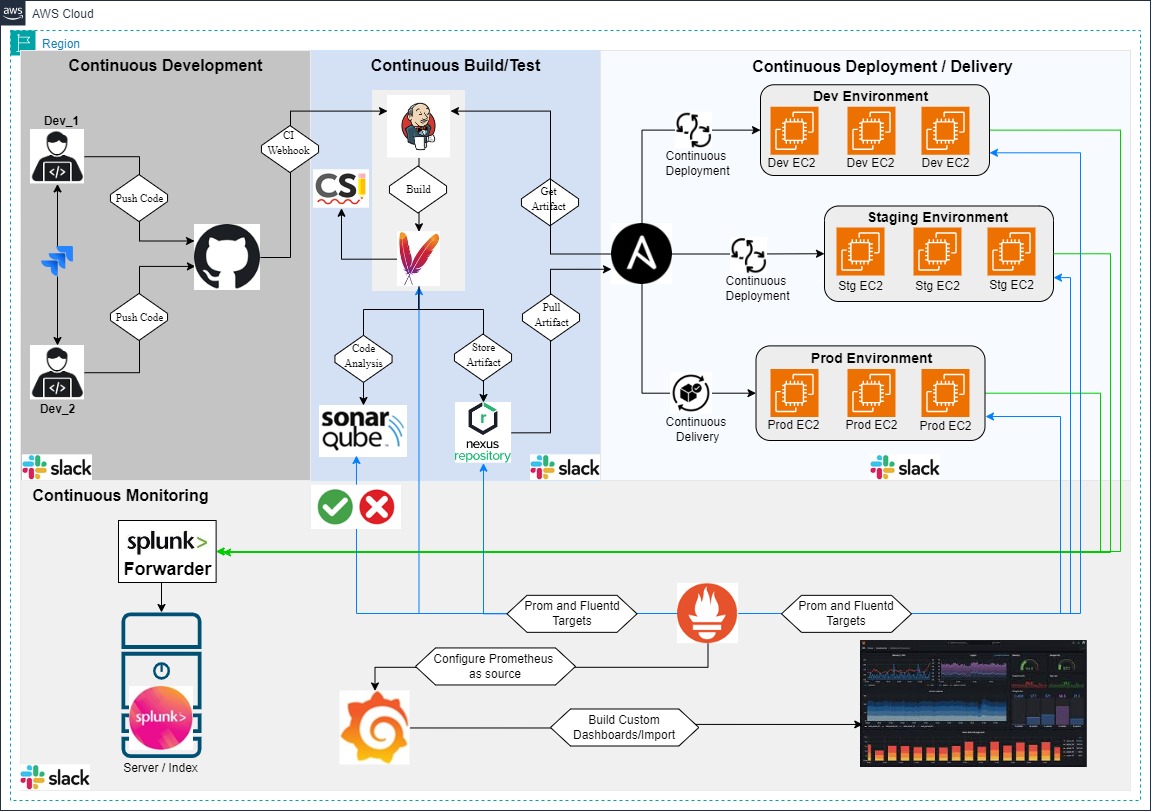 aws
AWS Cloud
Region
Continuous Development
Dev_1
Push Code
Push Code
Dev_2
slack
Continuous Build/Test
CI
Webhook
CSi
Build
Get
Artifact
Code
Analysis
Store
Artifact
Pull
Artifact
sonar
qube
nexus
repository
slack
Continuous Deployment / Delivery
Continuous
Deployment
Dev Environment
Dev EC2
Dev EC2
Dev EC2
Continuous
Deployment
Staging Environment
Stg EC2
Stg EC2
Stg EC2
Continuous
Delivery
Prod Environment
Prod EC2
Prod EC2
Prod EC2
slack
Continuous Monitoring
splunk>
Forwarder
splunk>
Server / Index
slack
Prom and Fluentd
Targets
Prom and Fluentd
Targets
Configure Prometheus
as source
Build Custom
Dashboards/Import